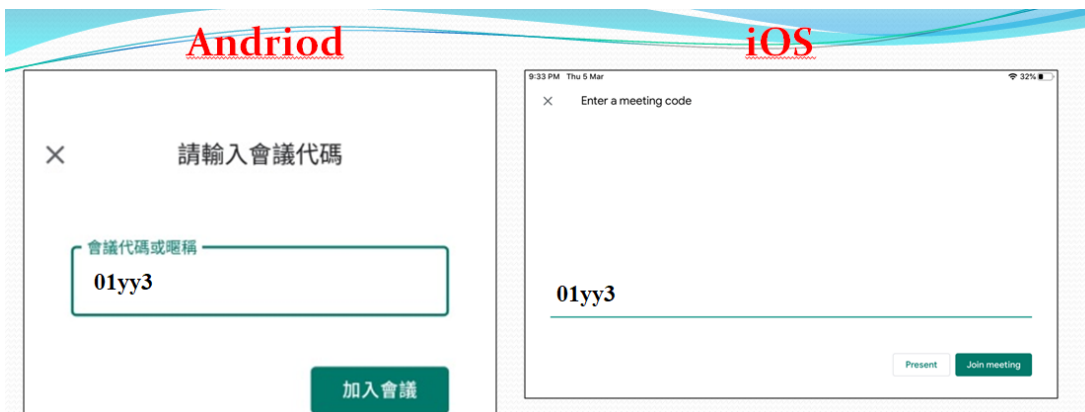 Andriod
請輸入會議代碼
會議代碼或暱稱
01yy3
加入會議
iOS
9:33 PM Thu 5 Mar
32%
Enter a meeting code
01yy3
Present
Join meeting